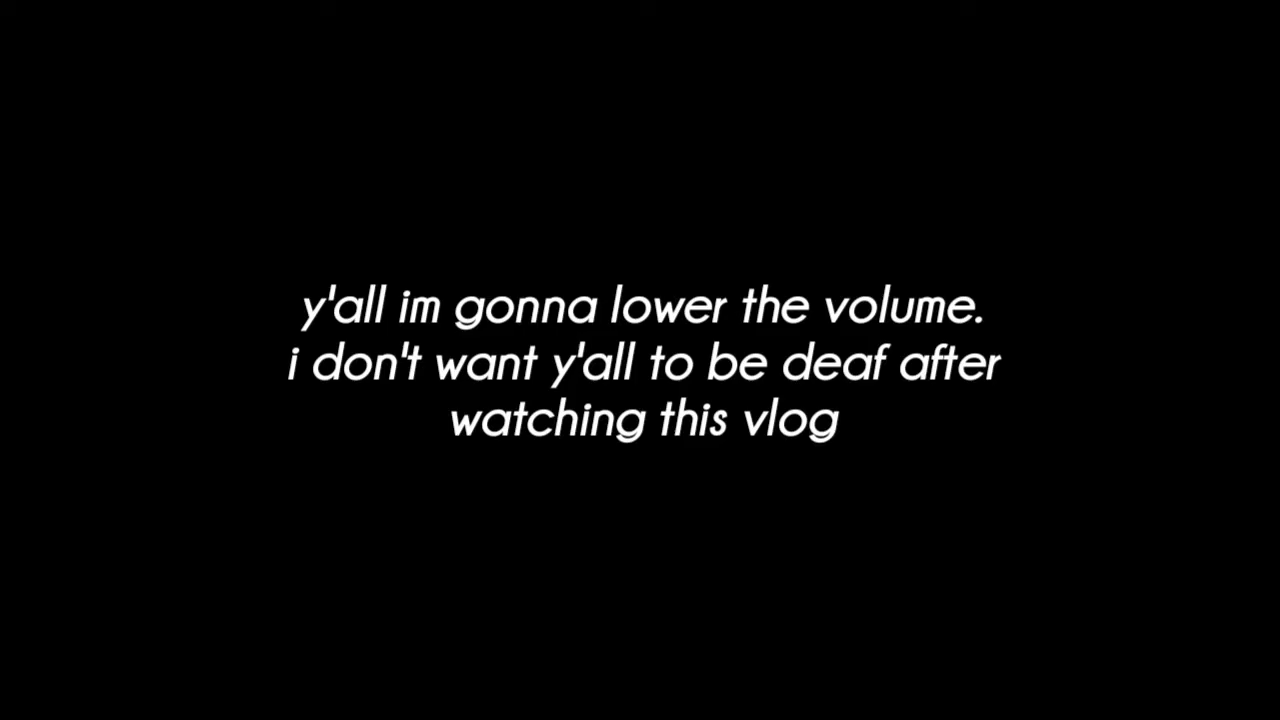 y'all im gonna lower the volume.
i don't want y'all to be deaf after
watching this vlog